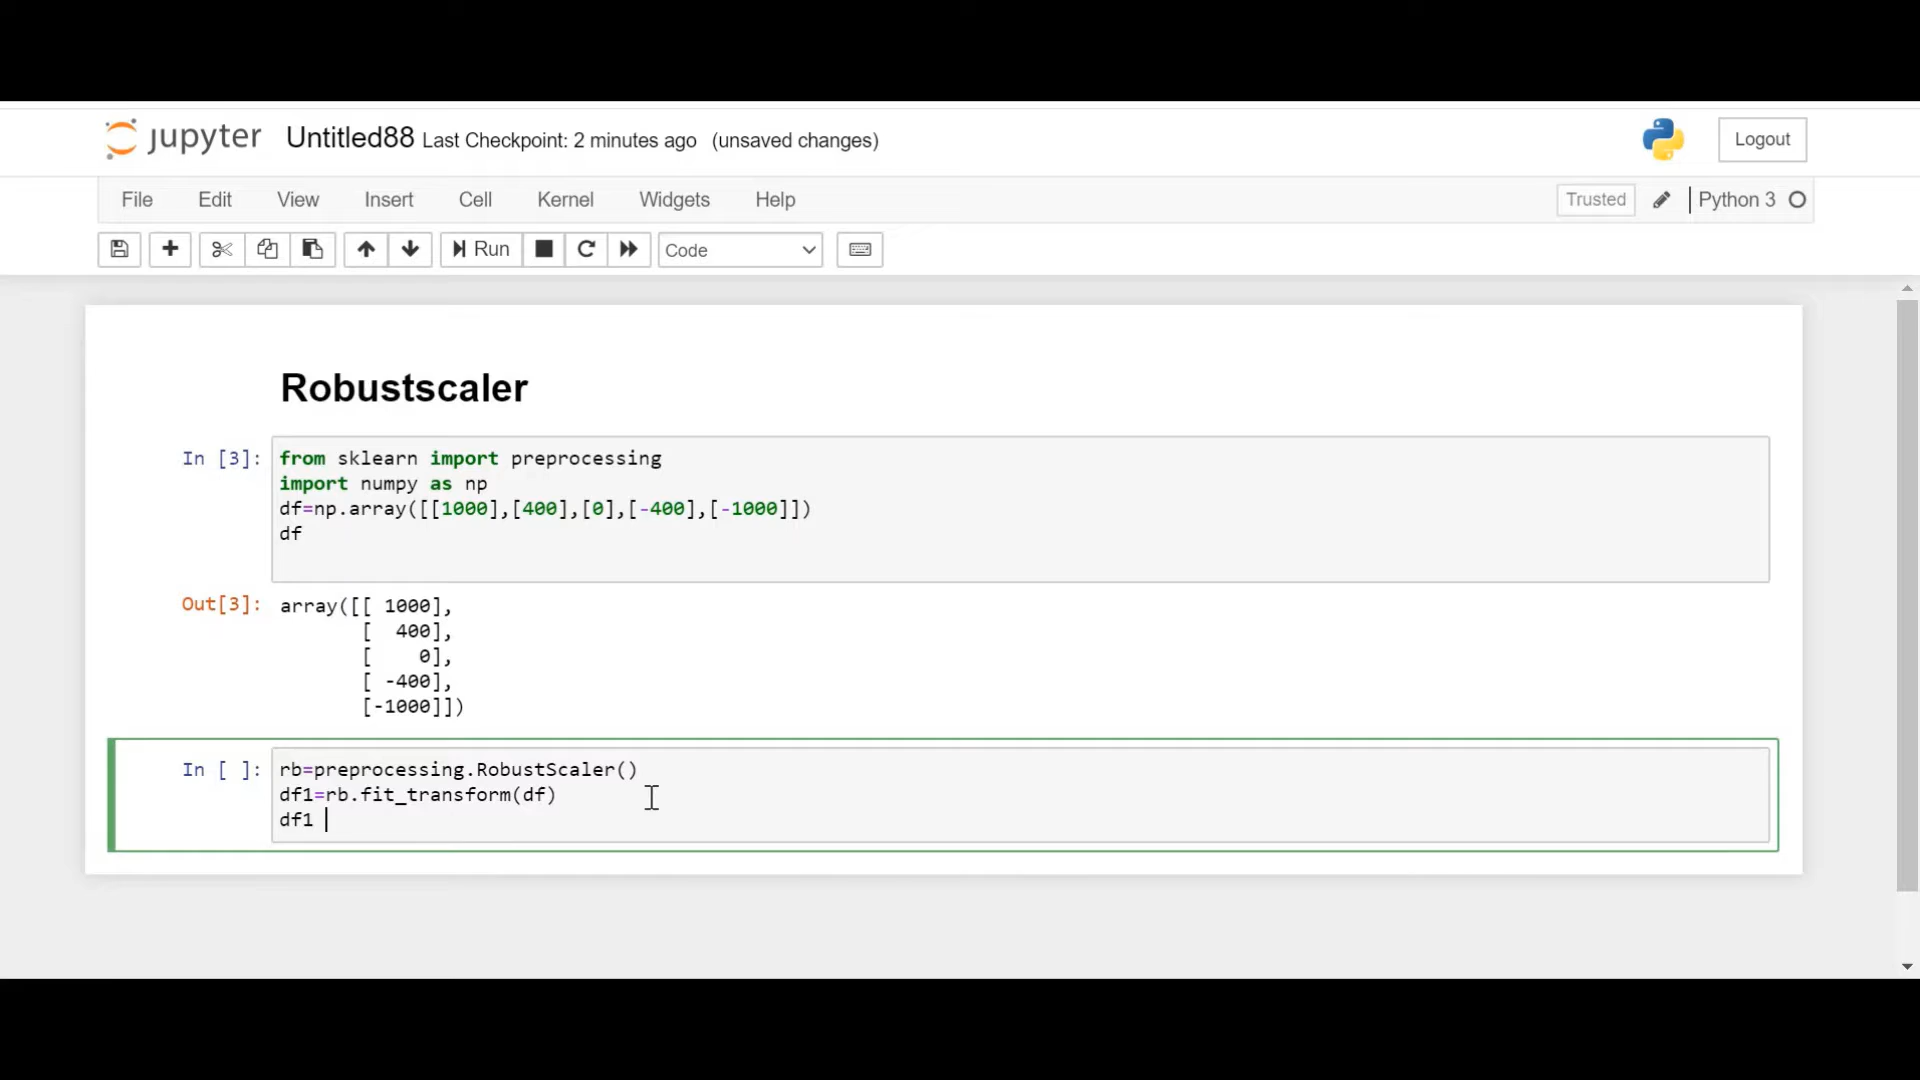 jupyter Untitled88 Last Checkpoint: 2 minutes ago (unsaved changes) Logout
File Edit View Insert Cell Kernel Widgets Help Trusted Python 3
Run Code
Robustscaler
In [3]: from sklearn import preprocessing
import numpy as np
df=np.array([[1000],[400],[0],[-400],[-1000]])
df
Out[3]: array([[ 1000],
[  400],
[    0],
[ -400],
[-1000]])
In [ ]: rb=preprocessing.RobustScaler()
df1=rb.fit_transform(df)
df1